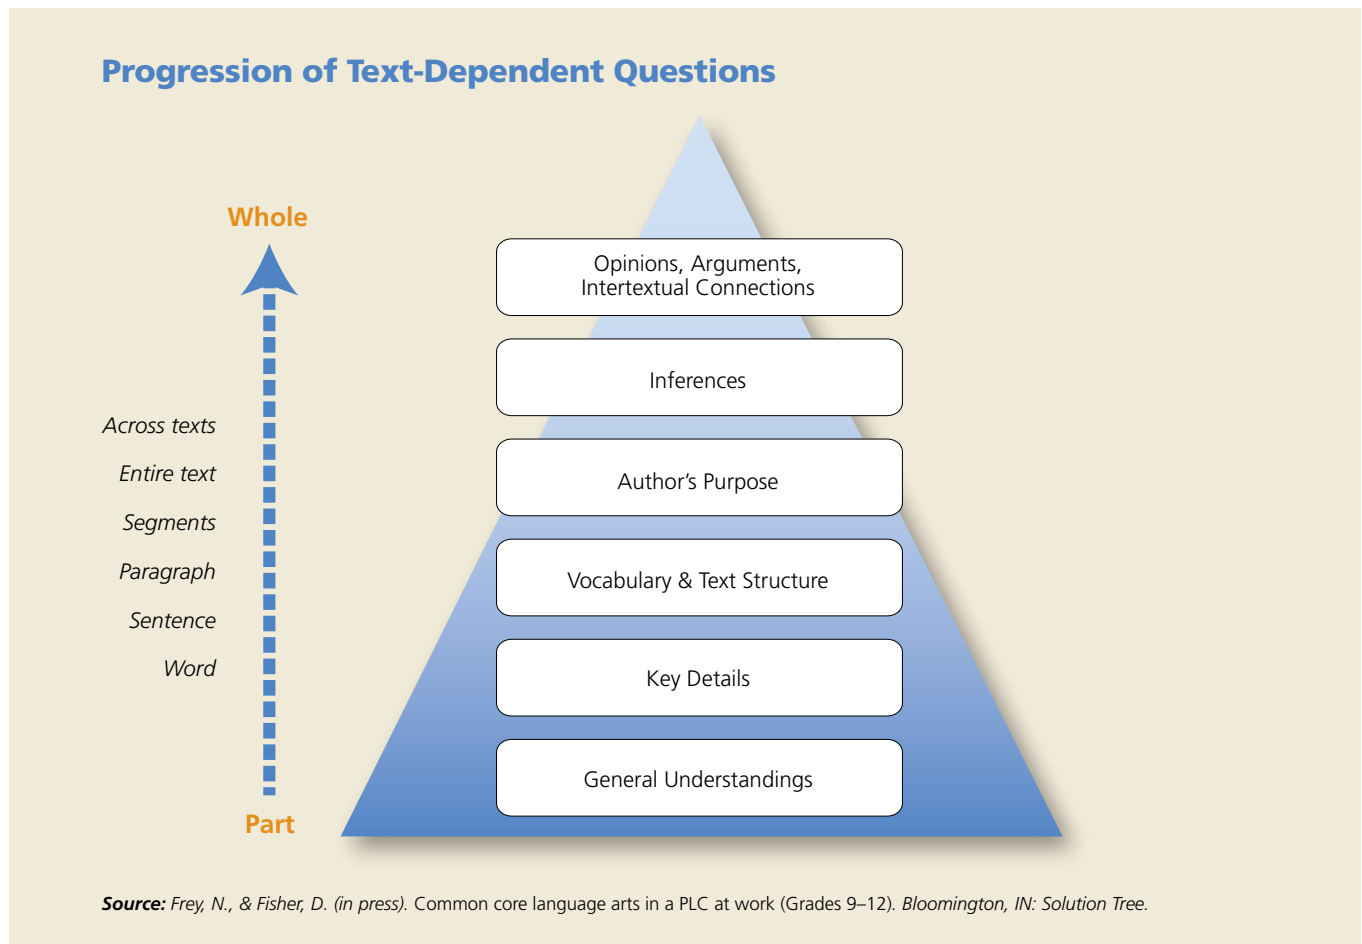 Progression of Text-Dependent Questions
Whole
Across texts
Entire text
Segments
Paragraph
Sentence
Word
Part
Opinions, Arguments,
Intertextual Connections
Inferences
Author’s Purpose
Vocabulary & Text Structure
Key Details
General Understandings
Source: Frey, N., & Fisher, D. (in press). Common core language arts in a PLC at work (Grades 9–12). Bloomington, IN: Solution Tree.